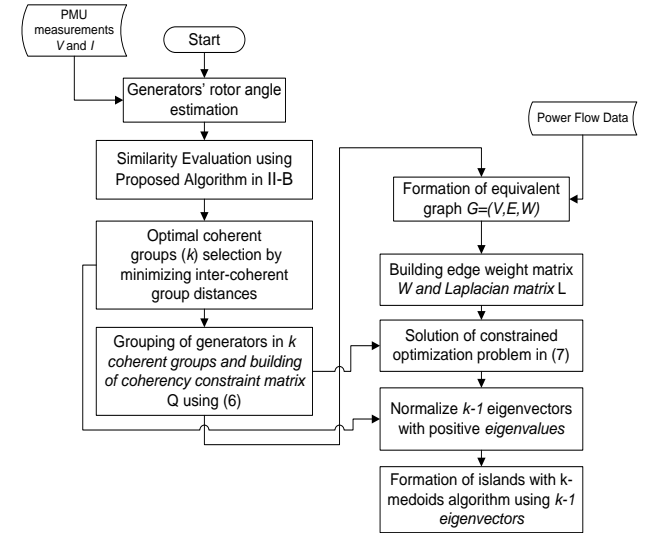 PMU
measurements
V and I
Start
Generators' rotor angle
estimation
Similarity Evaluation using
Proposed Algorithm in II-B
Optimal coherent
groups (k) selection by
minimizing inter-coherent
group distances
Grouping of generators in k
coherent groups and building
of coherency constraint matrix
Q using (6)
Power Flow Data
Formation of equivalent
graph G=(V,E,W)
Building edge weight matrix
W and Laplacian matrix L
Solution of constrained
optimization problem in (7)
Normalize k-1 eigenvectors
with positive eigenvalues
Formation of islands with k-
medoids algorithm using k-1
eigenvectors